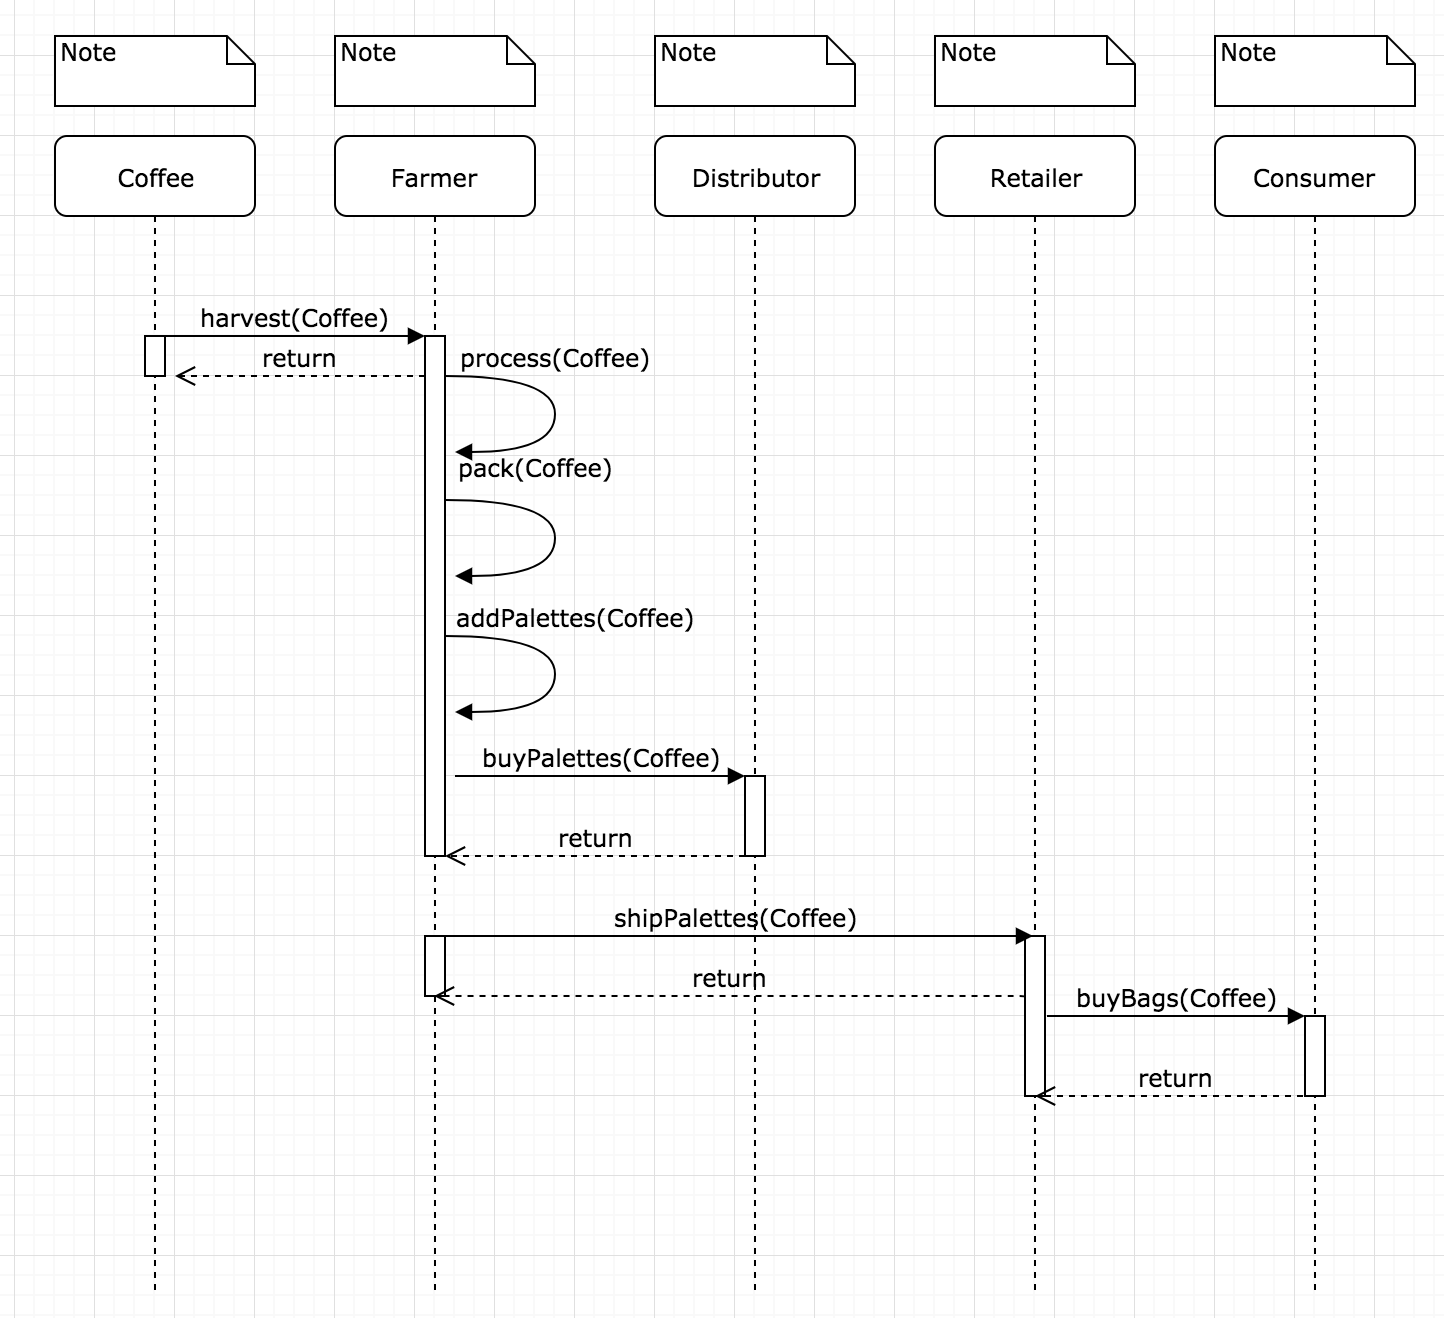 Note
Note
Note
Note
Note
Coffee
Farmer
Distributor
Retailer
Consumer
harvest(Coffee)
return
process(Coffee)
pack(Coffee)
addPalettes(Coffee)
buyPalettes(Coffee)
return
shipPalettes(Coffee)
return
buyBags(Coffee)
return